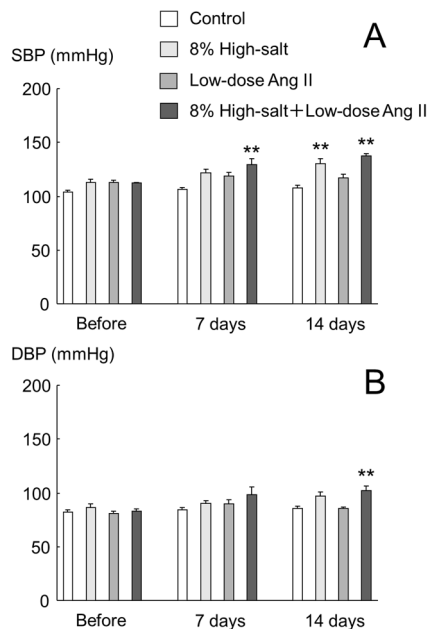 Control
8% High-salt
Low-dose Ang II
8% High-salt+Low-dose Ang II
A
SBP (mmHg)
200
150
100
50
0
**
**
**
Before
7 days
14 days
DBP (mmHg)
B
200
150
100
50
0
**
Before
7 days
14 days